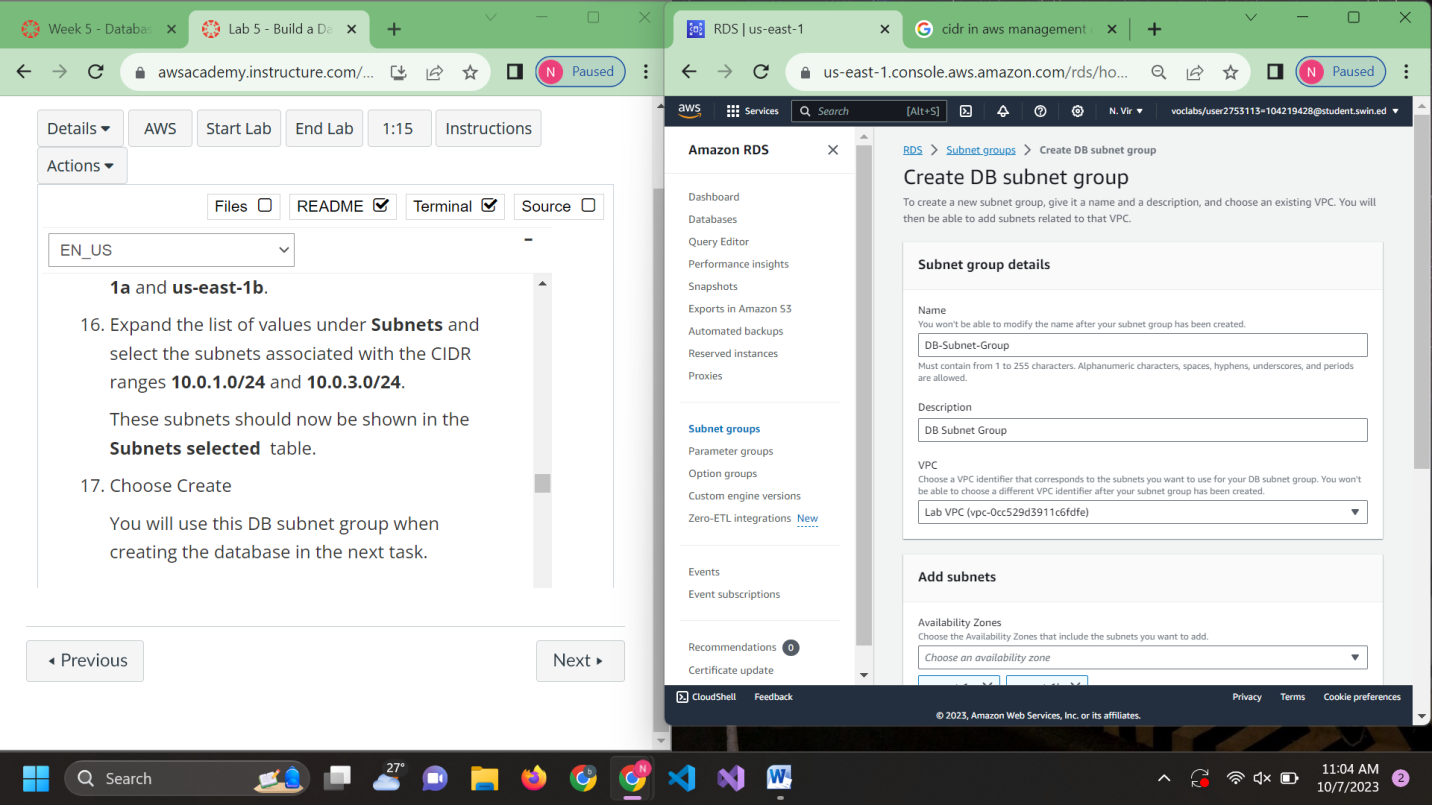 Week 5 - Databas
Lab 5 - Build a Da
awsacademy.instructure.com/...
N Paused
Details
AWS
Start Lab
End Lab
1:15
Instructions
Actions
Files
README
Terminal
Source
EN_US
1a and us-east-1b.
16. Expand the list of values under Subnets and
select the subnets associated with the CIDR
ranges 10.0.1.0/24 and 10.0.3.0/24.
These subnets should now be shown in the
Subnets selected table.
17. Choose Create
You will use this DB subnet group when
creating the database in the next task.
Previous
Next
RDS | us-east-1
cidr in aws management
us-east-1.console.aws.amazon.com/rds/ho...
N Paused
aws
Services
Search
[Alt+S]
N. Vir
voclabs/user2753113=104219428@student.swin.ed
Amazon RDS
Dashboard
Databases
Query Editor
Performance insights
Snapshots
Exports in Amazon S3
Automated backups
Reserved instances
Proxies
Subnet groups
Parameter groups
Option groups
Custom engine versions
Zero-ETL integrations New
Events
Event subscriptions
Recommendations 0
Certificate update
RDS > Subnet groups > Create DB subnet group
Create DB subnet group
To create a new subnet group, give it a name and a description, and choose an existing VPC. You will
then be able to add subnets related to that VPC.
Subnet group details
Name
You won't be able to modify the name after your subnet group has been created.
DB-Subnet-Group
Must contain from 1 to 255 characters. Alphanumeric characters, spaces, hyphens, underscores, and periods
are allowed.
Description
DB Subnet Group
VPC
Choose a VPC identifier that corresponds to the subnets you want to use for your DB subnet group. You won't
be able to choose a different VPC identifier after your subnet group has been created.
Lab VPC (vpc-0cc529d3911c6fdfe)
Add subnets
Availability Zones
Choose the Availability Zones that include the subnets you want to add.
Choose an availability zone
CloudShell
Feedback
Privacy
Terms
Cookie preferences
© 2023, Amazon Web Services, Inc. or its affiliates.
Search
27°
11:04 AM
10/7/2023
2